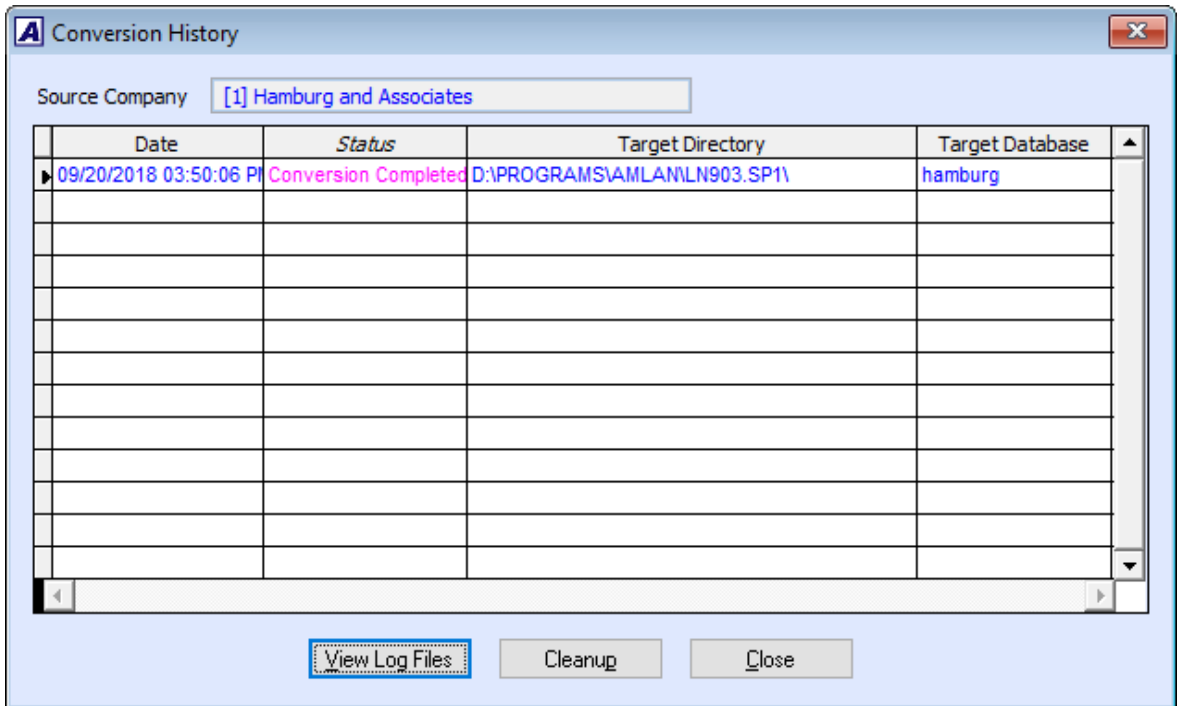 A Conversion History
Source Company [1] Hamburg and Associates
Date Status Target Directory Target Database
09/20/2018 03:50:06 P Conversion Completed D:\PROGRAMS\AMLAN\LN903.SP1\ hamburg
View Log Files Cleanup Close